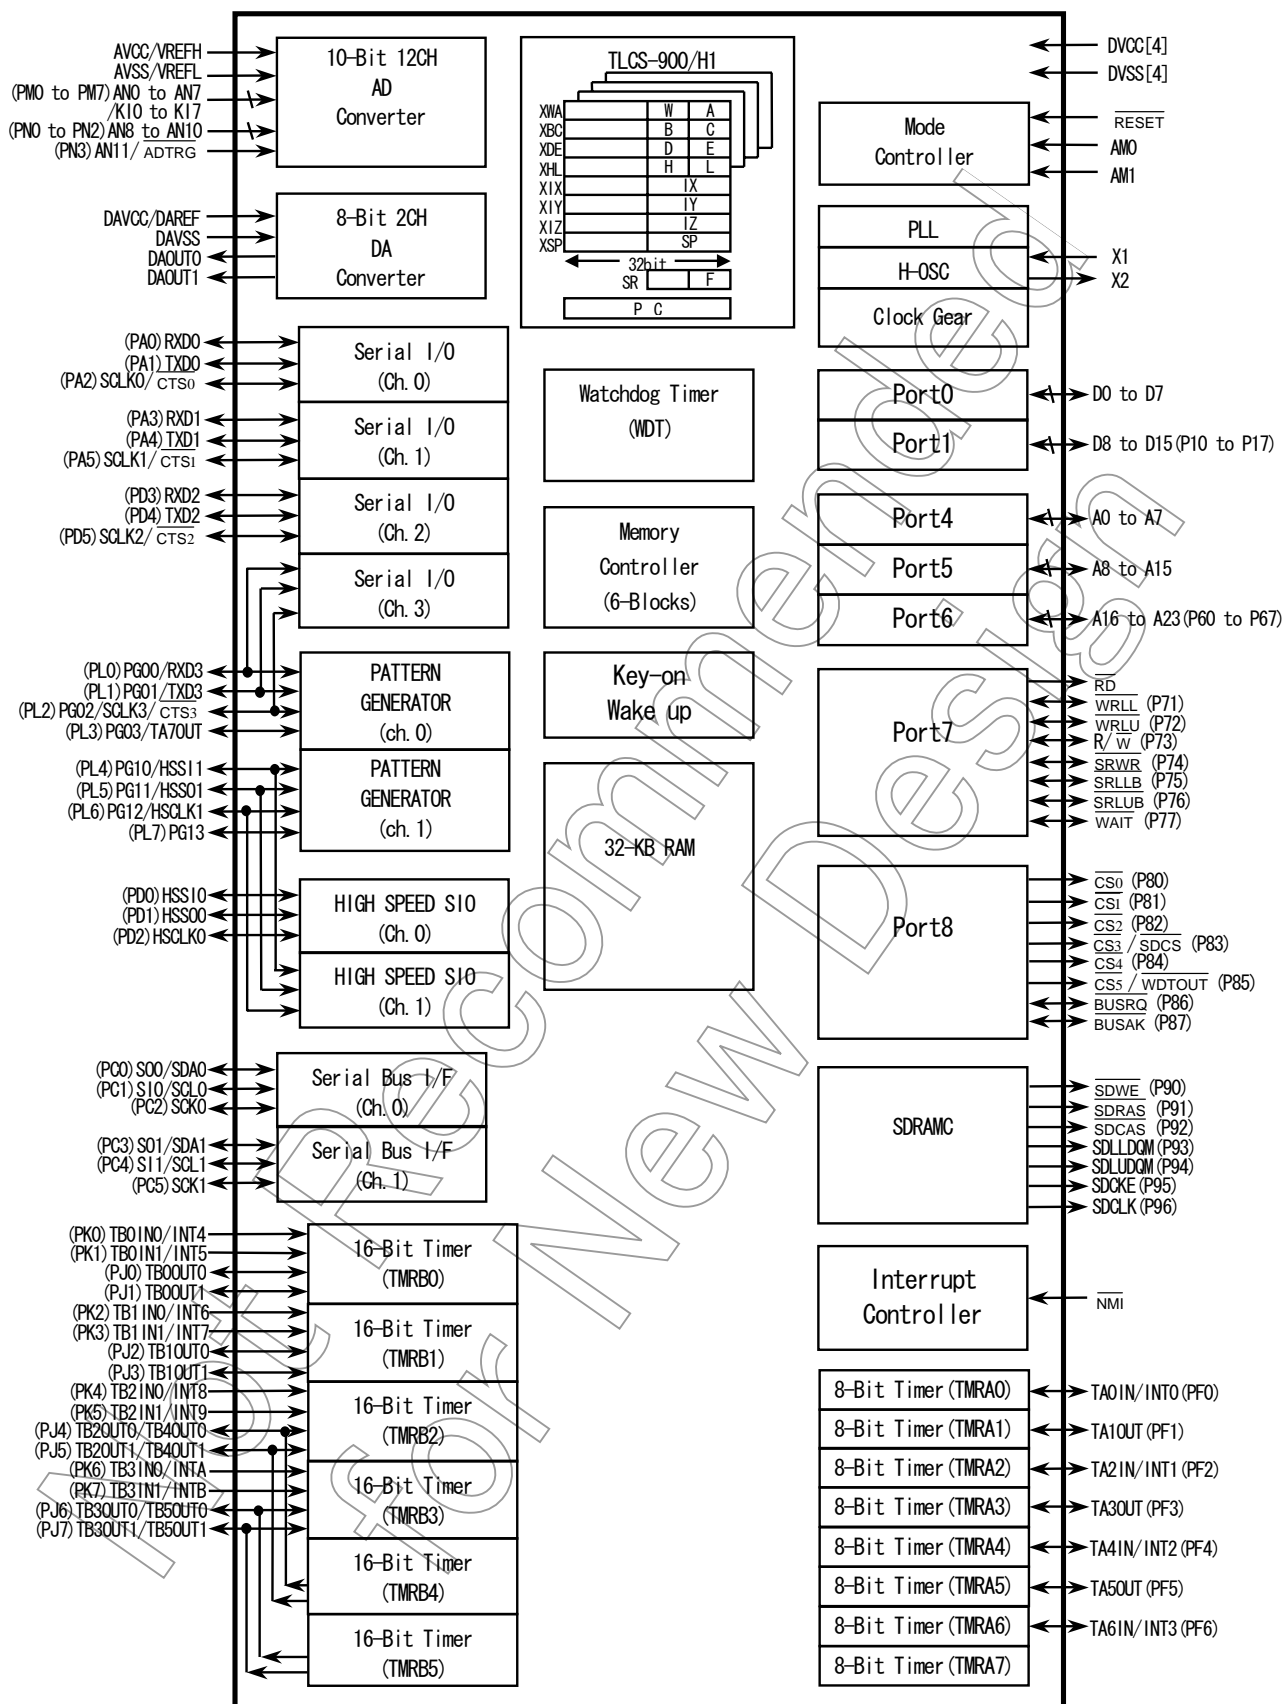 AVCC/VREFH
AVSS/VREFL
(PM0 to PM7) AN0 to AN7
/KI0 to KI7
(PN0 to PN2) AN8 to AN10
(PN3) AN11/ ADTRG
10-Bit 12CH
AD
Converter
DAVCC/DAREF
DAVSS
DAOUT0
DAOUT1
8-Bit 2CH
DA
Converter
(PA0) RXD0
(PA1) TXD0
(PA2) SCLK0/ CTS0
Serial I/O
(Ch. 0)
(PA3) RXD1
(PA4) TXD1
(PA5) SCLK1/ CTS1
Serial I/O
(Ch. 1)
(PD3) RXD2
(PD4) TXD2
(PD5) SCLK2/ CTS2
Serial I/O
(Ch. 2)
Serial I/O
(Ch. 3)
(PL0) PG00/RXD3
(PL1) PG01/TXD3
(PL2) PG02/SCLK3/ CTS3
(PL3) PG03/TA7OUT
PATTERN
GENERATOR
(ch. 0)
(PL4) PG10/HSSI1
(PL5) PG11/HSSO1
(PL6) PG12/HSCLK1
(PL7) PG13
PATTERN
GENERATOR
(ch. 1)
(PD0) HSSI0
(PD1) HSSO0
(PD2) HSCLK0
HIGH SPEED SIO
(Ch. 0)
HIGH SPEED SIO
(Ch. 1)
(PC0) SO0/SDA0
(PC1) SI0/SCL0
(PC2) SCK0
Serial Bus I/F
(Ch. 0)
(PC3) SO1/SDA1
(PC4) SI1/SCL1
(PC5) SCK1
Serial Bus I/F
(Ch. 1)
(PK0) TB0IN0/INT4
(PK1) TB0IN1/INT5
(PJ0) TB0OUT0
(PJ1) TB0OUT1
16-Bit Timer
(TMRB0)
(PK2) TB1IN0/INT6
(PK3) TB1IN1/INT7
(PJ2) TB1OUT0
(PJ3) TB1OUT1
16-Bit Timer
(TMRB1)
(PK4) TB2IN0/INT8
(PK5) TB2IN1/INT9
(PJ4) TB2OUT0/TB4OUT0
(PJ5) TB2OUT1/TB4OUT1
16-Bit Timer
(TMRB2)
(PK6) TB3IN0/INTA
(PK7) TB3IN1/INTB
(PJ6) TB3OUT0/TB5OUT0
(PJ7) TB3OUT1/TB5OUT1
16-Bit Timer
(TMRB3)
16-Bit Timer
(TMRB4)
16-Bit Timer
(TMRB5)
TLCS-900/H1
XWA W A
XBC B C
XDE D E
XHL H L
XIX IX
XIY IY
XIZ IZ
XSP SP
32bit
SR F
P C
Watchdog Timer
(WDT)
Memory
Controller
(6-Blocks)
Key-on
Wake up
32-KB RAM
DVCC[4]
DVSS[4]
Mode
Controller
RESET
AM0
AM1
PLL
H-OSC
Clock Gear
X1
X2
Port0
D0 to D7
Port1
D8 to D15(P10 to P17)
Port4
A0 to A7
Port5
A8 to A15
Port6
A16 to A23(P60 to P67)
Port7
RD
WRLL (P71)
WRLU (P72)
R/ W (P73)
SRWR (P74)
SRLLB (P75)
SRLUB (P76)
WAIT (P77)
Port8
CS0 (P80)
CS1 (P81)
CS2 (P82)
CS3 / SDCS (P83)
CS4 (P84)
CS5 / WDTOUT (P85)
BUSRQ (P86)
BUSAK (P87)
SDRAMC
SDWE (P90)
SDRAS (P91)
SDCAS (P92)
SDLLDQM(P93)
SDLUDQM(P94)
SDCKE(P95)
SDCLK(P96)
Interrupt
Controller
NMI
8-Bit Timer(TMRA0)
TA0IN/INT0(PF0)
8-Bit Timer(TMRA1)
TA1OUT(PF1)
8-Bit Timer(TMRA2)
TA2IN/INT1(PF2)
8-Bit Timer(TMRA3)
TA3OUT(PF3)
8-Bit Timer(TMRA4)
TA4IN/INT2(PF4)
8-Bit Timer(TMRA5)
TA5OUT(PF5)
8-Bit Timer(TMRA6)
TA6IN/INT3(PF6)
8-Bit Timer(TMRA7)
Not Recommended
for New Design